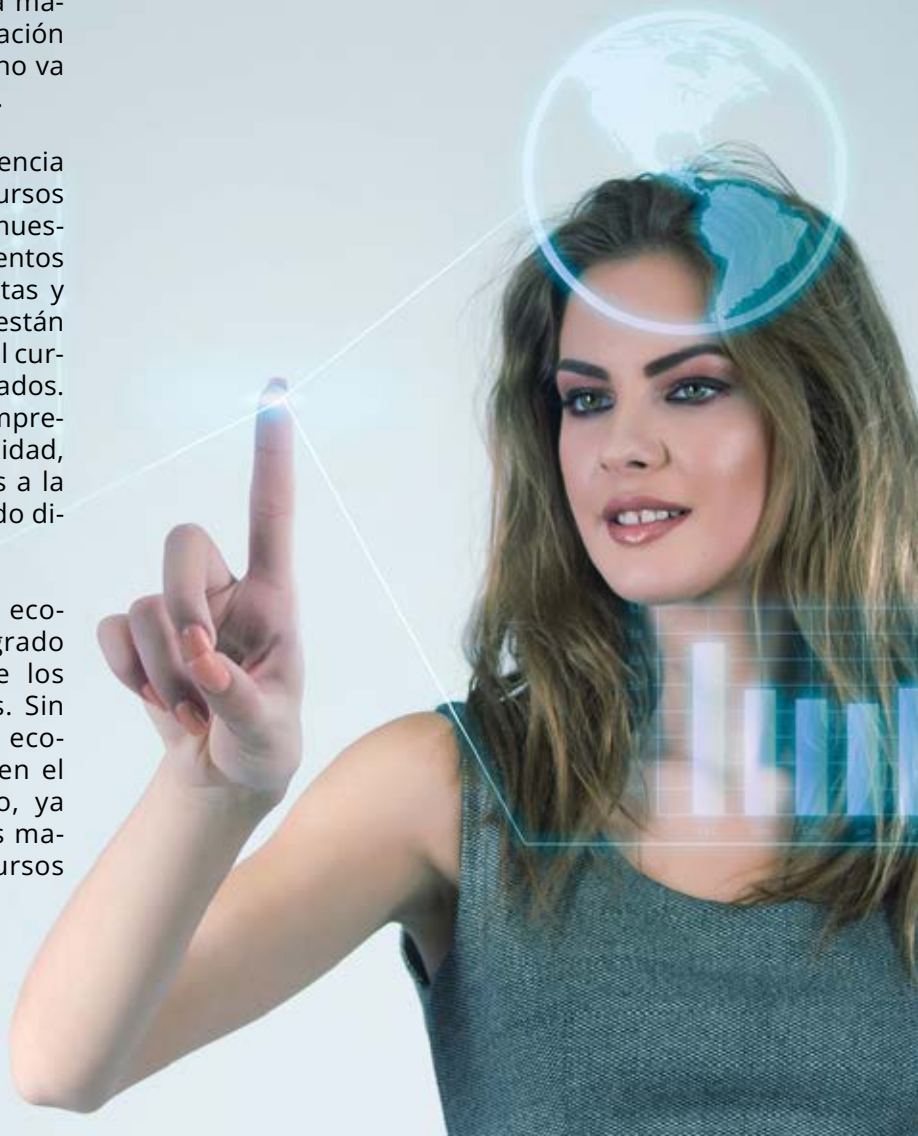 a ma-
ación
no va
.
encia
ursos
nues-
entos
tas y
están
l cur-
ados.
mpre-
idad,
s a la
do di-
eco-
grado
e los
s. Sin
eco-
en el
o, ya
s ma-
ursos